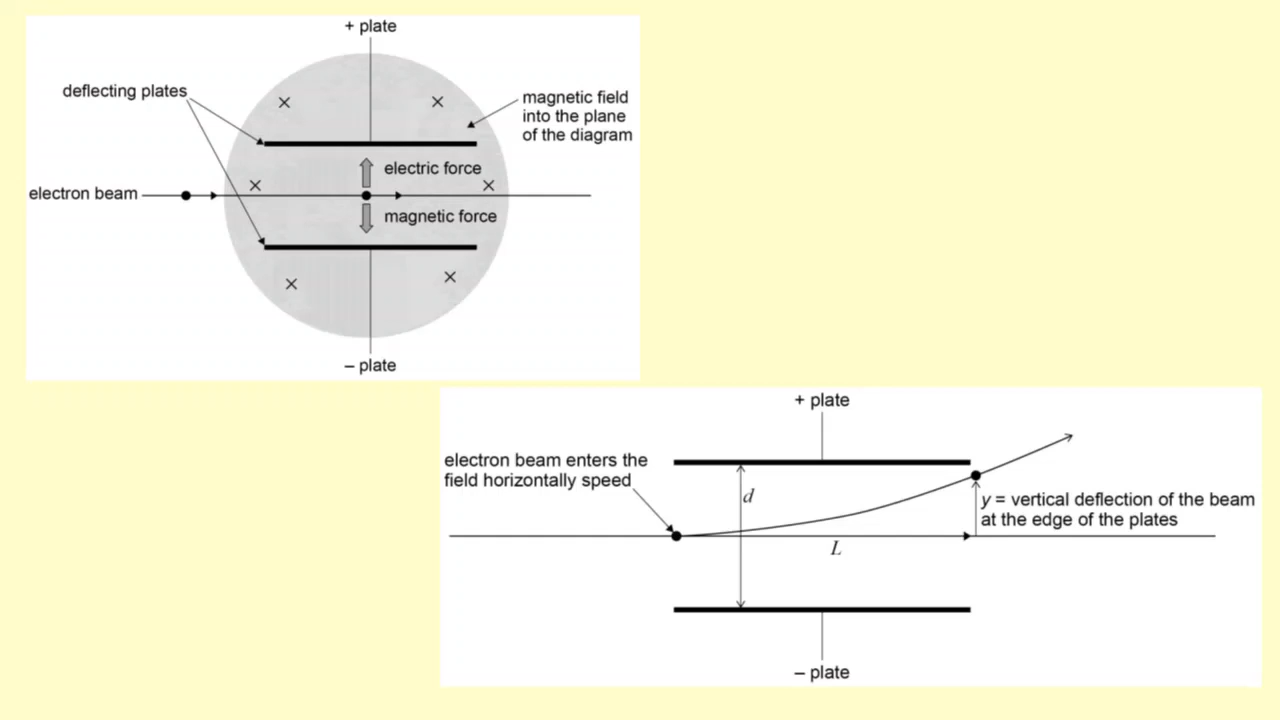 + plate
deflecting plates
magnetic field
into the plane
of the diagram
electric force
electron beam
magnetic force
– plate
+ plate
electron beam enters the
field horizontally speed
d
y = vertical deflection of the beam
at the edge of the plates
L
– plate